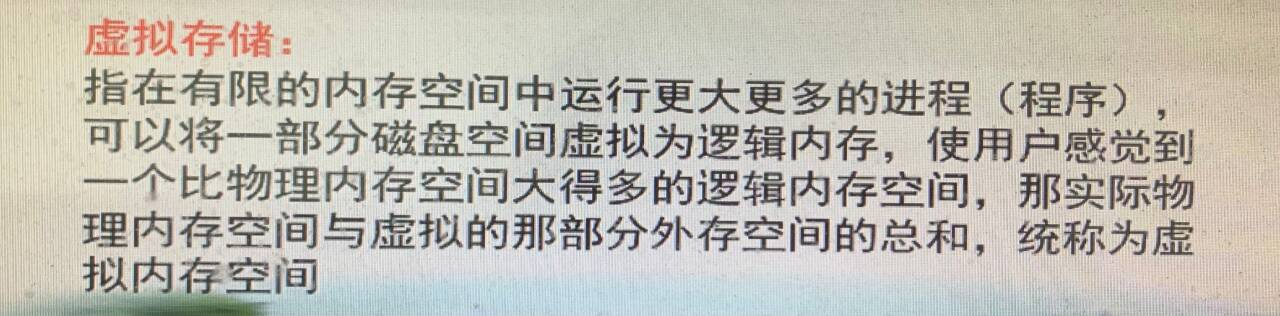 虚拟存储：
指在有限的内存空间中运行更大更多的进程（程序），
可以将一部分磁盘空间虚拟为逻辑内存，使用户感觉到
一个比物理内存空间大得多的逻辑内存空间，那实际物
理内存空间与虚拟的那部分外存空间的总和，统称为虚
拟内存空间